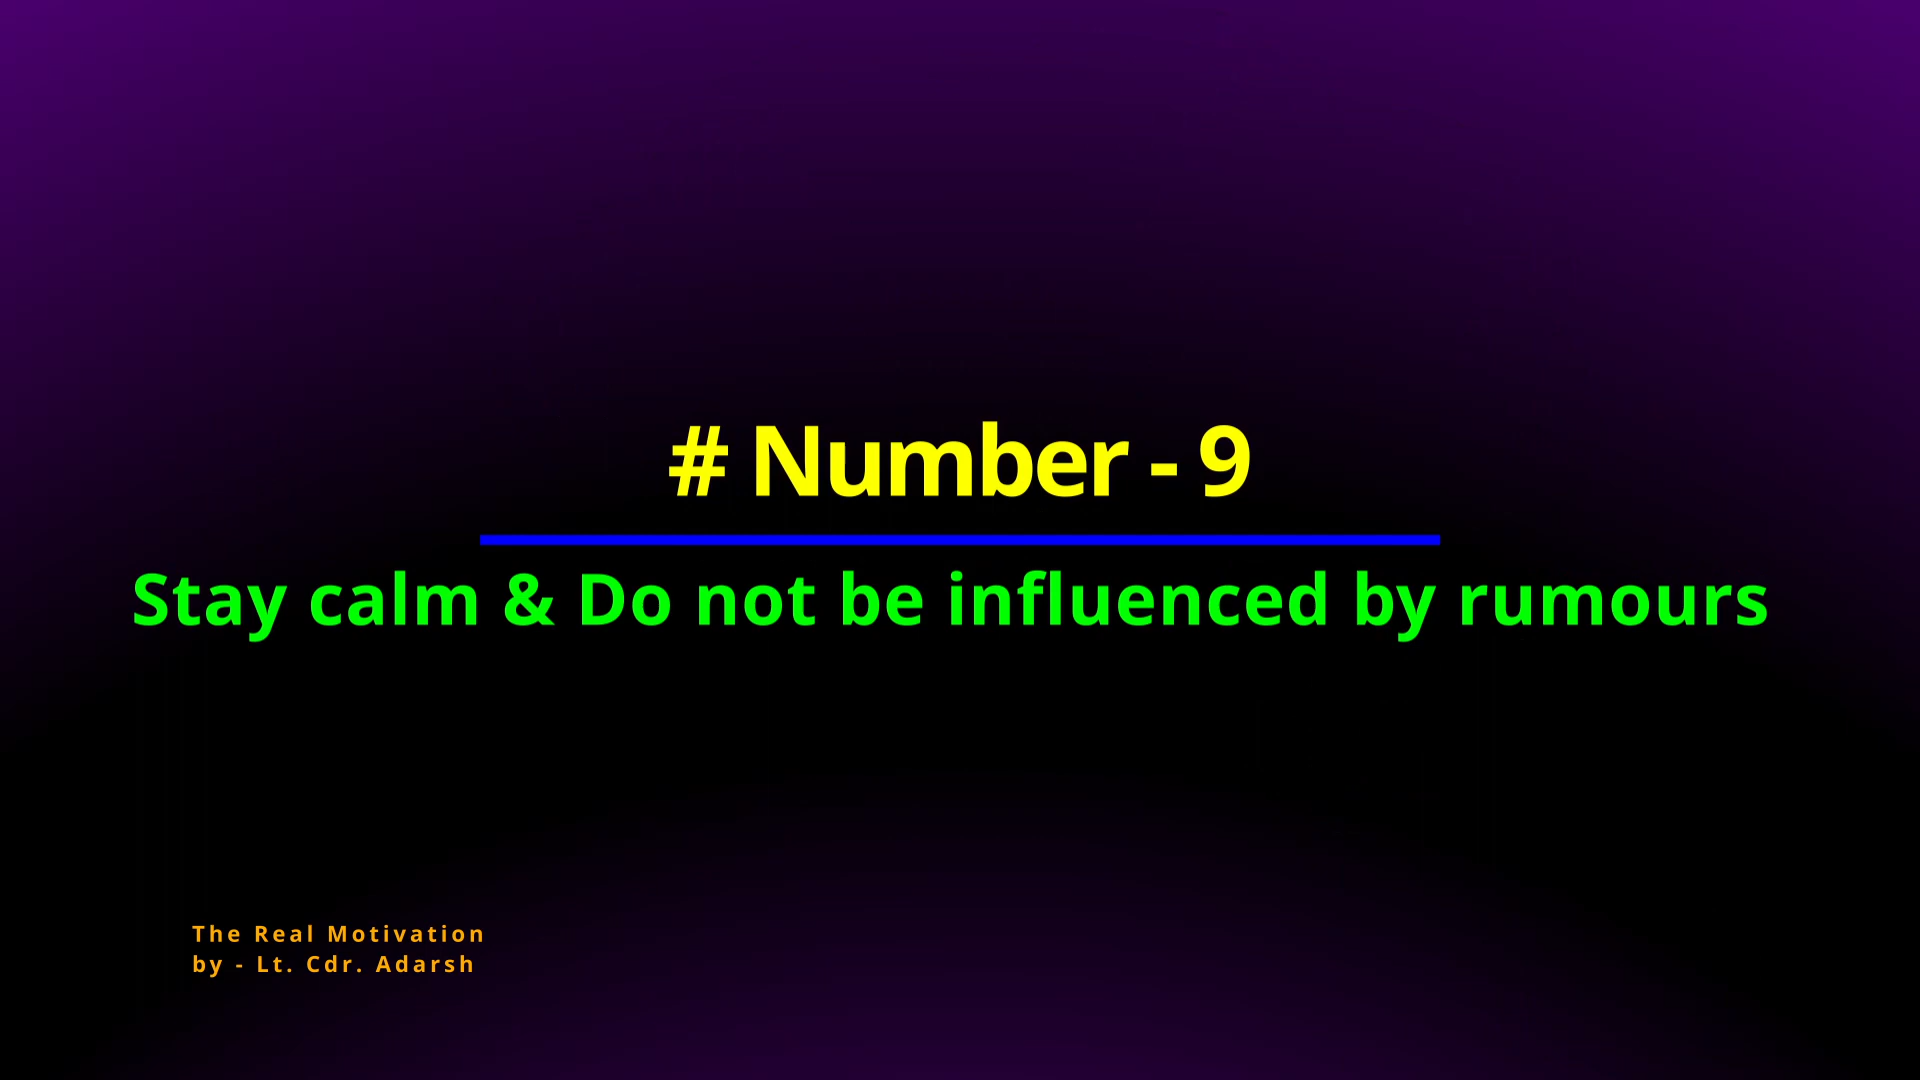 # Number - 9
Stay calm & Do not be influenced by rumours
The Real Motivation
by - Lt. Cdr. Adarsh